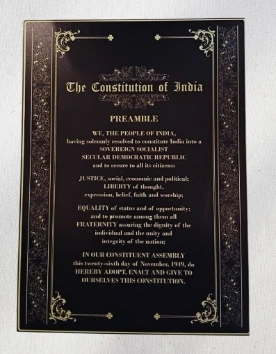 The Constitution of India
PREAMBLE
WE, THE PEOPLE OF INDIA,
having solemnly resolved to constitute India into a
SOVEREIGN SOCIALIST
SECULAR DEMOCRATIC REPUBLIC
and to secure to all its citizens:
JUSTICE, social, economic and political;
LIBERTY of thought,
expression, belief, faith and worship;
EQUALITY of status and of opportunity;
and to promote among them all
FRATERNITY assuring the dignity of the
individual and the unity and
integrity of the nation;
IN OUR CONSTITUENT ASSEMBLY
this twenty-sixth day of November, 1949, do
HEREBY ADOPE, ENACT AND GIVE TO
OURSELVES THIS CONSTITUTION.